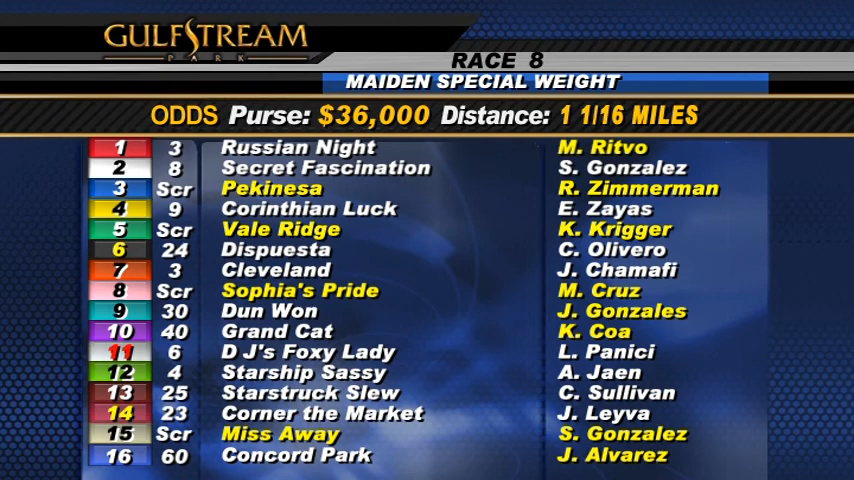 GULFSTREAM
PARK
RACE 8
MAIDEN SPECIAL WEIGHT
ODDS Purse: $36,000 Distance: 1 1/16 MILES
1 3 Russian Night M. Ritvo
2 8 Secret Fascination S. Gonzalez
3 Scr Pekinesa R. Zimmerman
4 9 Corinthian Luck E. Zayas
5 Scr Vale Ridge K. Krigger
6 24 Dispuesta C. Olivero
7 3 Cleveland J. Chamafi
8 Scr Sophia's Pride M. Cruz
9 30 Dun Won J. Gonzales
10 40 Grand Cat K. Coa
11 6 D J's Foxy Lady L. Panici
12 4 Starship Sassy A. Jaen
13 25 Starstruck Slew C. Sullivan
14 23 Corner the Market J. Leyva
15 Scr Miss Away S. Gonzalez
16 60 Concord Park J. Alvarez